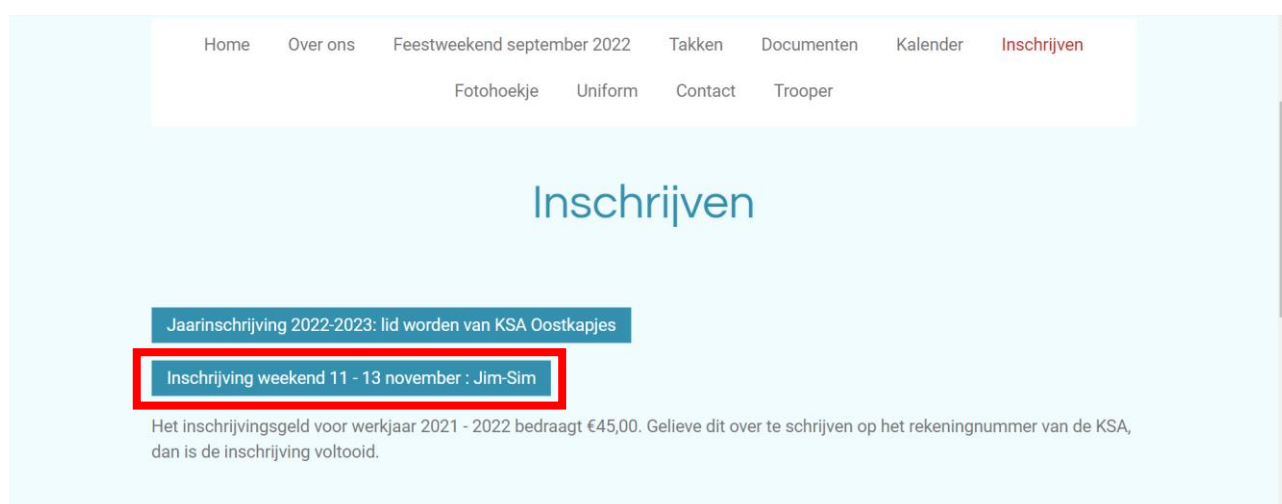 Home Over ons Feestweekend september 2022 Takken Documenten Kalender Inschrijven
Fotohoekje Uniform Contact Trooper
Inschrijven
Jaarinschrijving 2022-2023: lid worden van KSA Oostkapjes
Inschrijving weekend 11 - 13 november : Jim-Sim
Het inschrijvingsgeld voor werkjaar 2021 - 2022 bedraagt €45,00. Gelieve dit over te schrijven op het rekeningnummer van de KSA,
dan is de inschrijving voltooid.